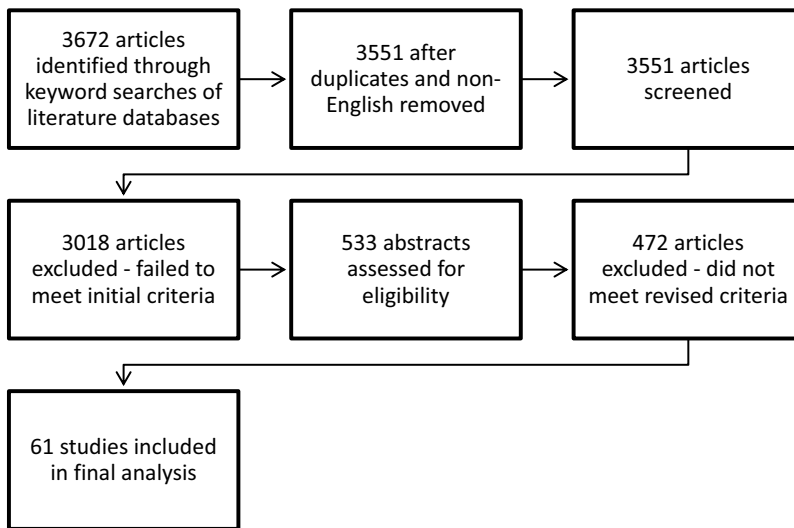 3672 articles
identified through
keyword searches of
literature databases
3551 after
duplicates and non-
English removed
3551 articles
screened
3018 articles
excluded - failed to
meet initial criteria
533 abstracts
assessed for
eligibility
472 articles
excluded - did not
meet revised criteria
61 studies included
in final analysis